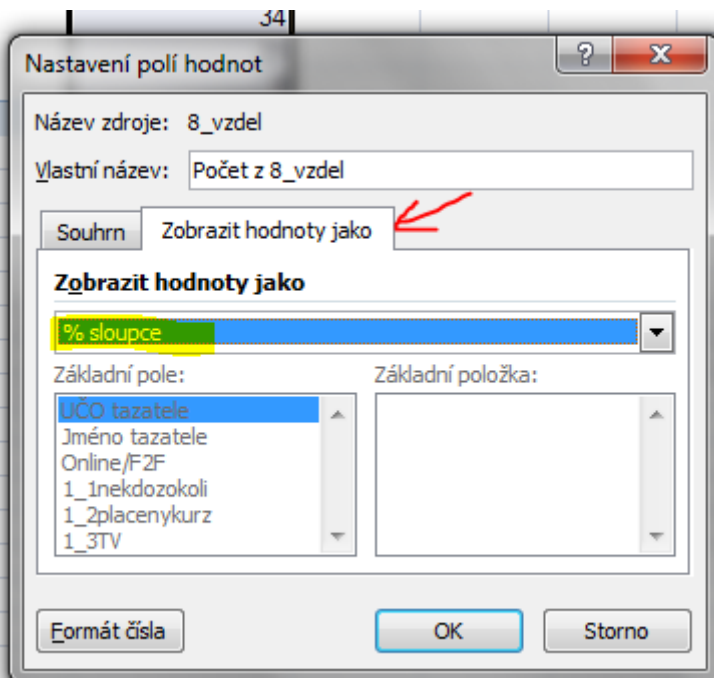 34
Nastavení polí hodnot
Název zdroje: 8_vzdel
Vlastní název: Počet z 8_vzdel
Souhrn Zobrazit hodnoty jako
Zobrazit hodnoty jako
% sloupce
Základní pole: Základní položka:
UČO tazatele
Jméno tazatele
Online/F2F
1_1nekdozokoli
1_2placenykurz
1_3TV
Formát čísla OK Storno